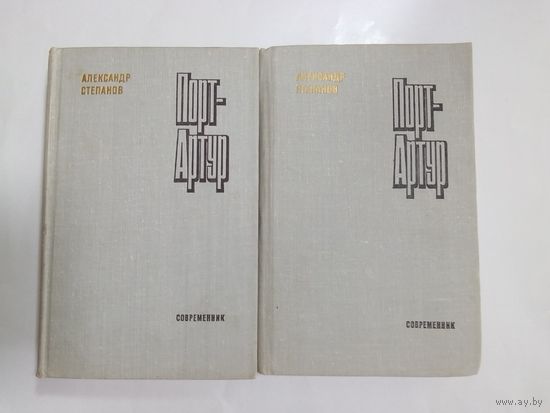 АЛЕКСАНДР
СТЕПАНОВ
Порт-
Артур
СОВРЕМЕННИК
АЛЕКСАНДР
СТЕПАНОВ
Порт-
Артур
СОВРЕМЕННИК
www.ay.by